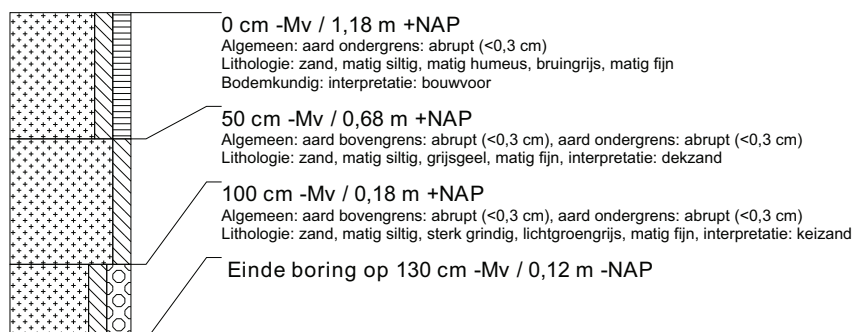 0 cm -Mv / 1,18 m +NAP
Algemeen: aard ondergrens: abrupt (<0,3 cm)
Lithologie: zand, matig siltig, matig humeus, bruingrijs, matig fijn
Bodemkundig: interpretatie: bouwvoor
50 cm -Mv / 0,68 m +NAP
Algemeen: aard bovengrens: abrupt (<0,3 cm), aard ondergrens: abrupt (<0,3 cm)
Lithologie: zand, matig siltig, grijsgeel, matig fijn, interpretatie: dekzand
100 cm -Mv / 0,18 m +NAP
Algemeen: aard bovengrens: abrupt (<0,3 cm), aard ondergrens: abrupt (<0,3 cm)
Lithologie: zand, matig siltig, sterk grindig, lichtgroengrijs, matig fijn, interpretatie: keizand
Einde boring op 130 cm -Mv / 0,12 m -NAP